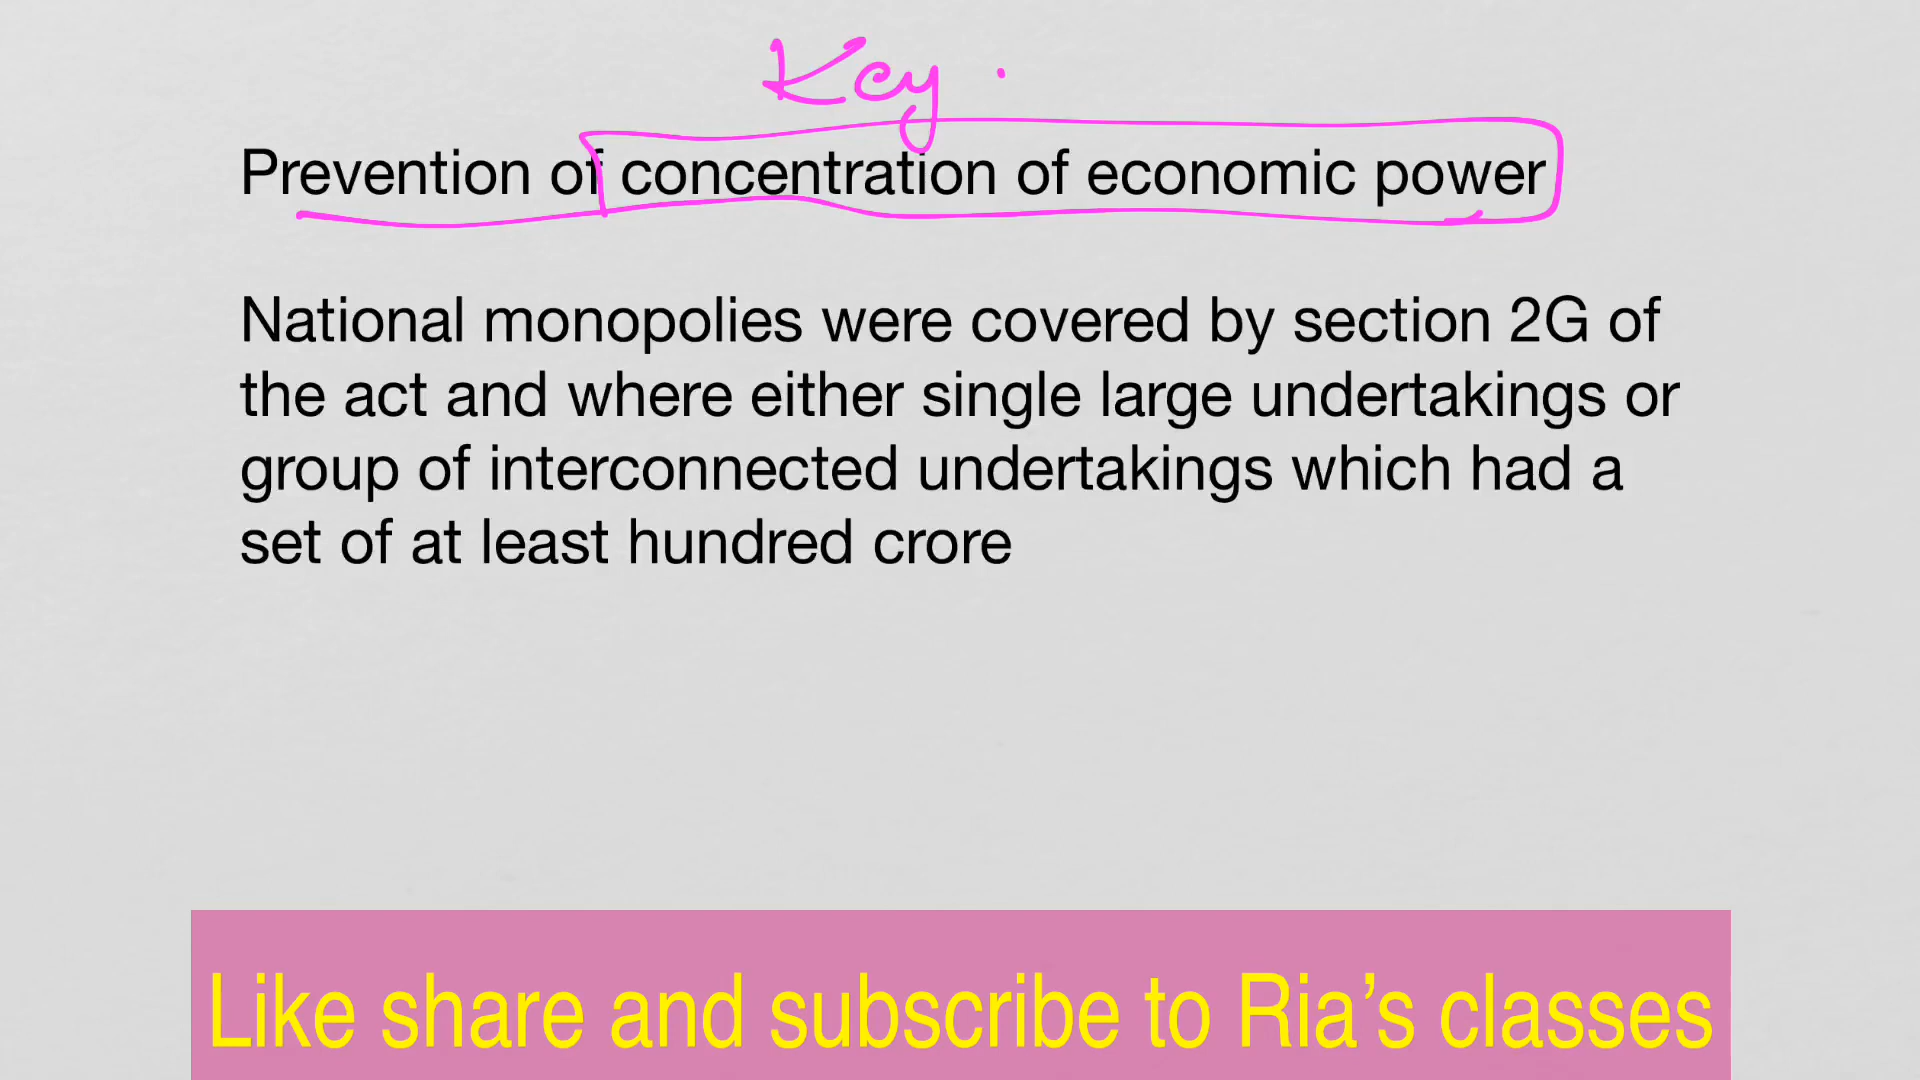 Key .
Prevention of concentration of economic power
National monopolies were covered by section 2G of
the act and where either single large undertakings or
group of interconnected undertakings which had a
set of at least hundred crore
Like share and subscribe to Ria’s classes